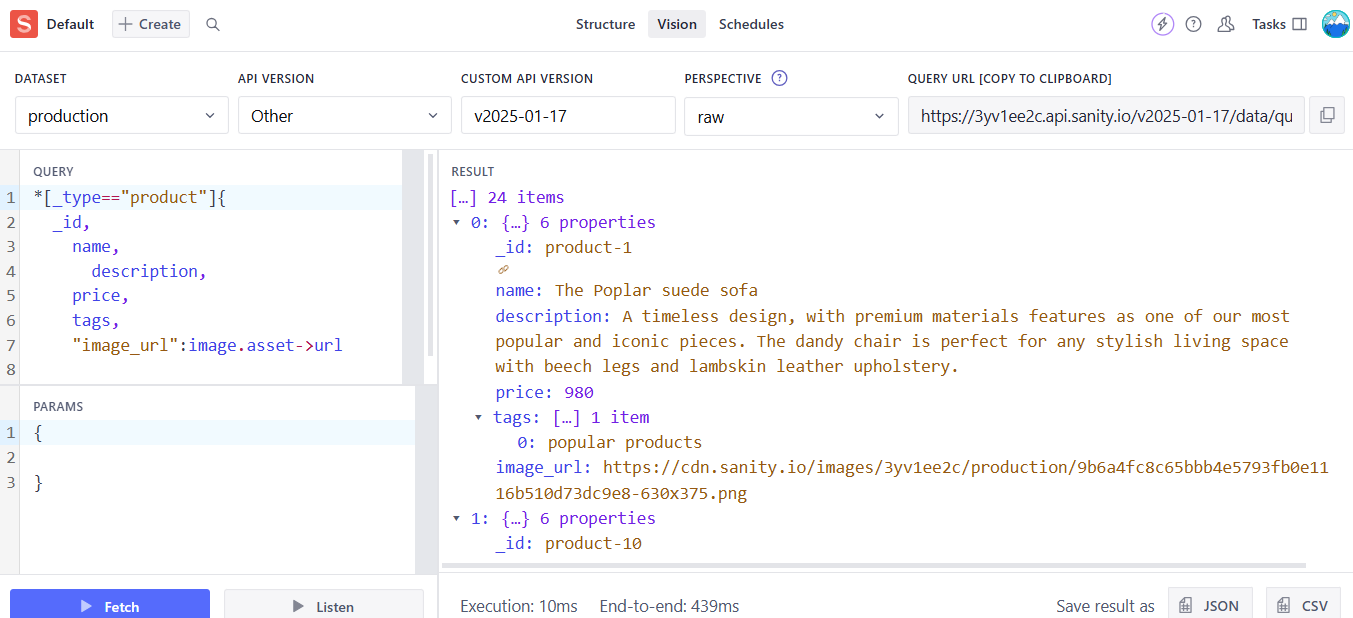 S Default + Create Structure Vision Schedules ? Tasks
DATASET API VERSION CUSTOM API VERSION PERSPECTIVE ? QUERY URL [COPY TO CLIPBOARD]
production Other v2025-01-17 raw https://3yv1ee2c.api.sanity.io/v2025-01-17/data/qu
QUERY
1 *[_type=="product"]{
2 _id,
3 name,
4 description,
5 price,
6 tags,
7 "image_url":image.asset->url
8
PARAMS
1 {
2
3 }
Fetch Listen
RESULT
[…] 24 items
0: {…} 6 properties
_id: product-1
name: The Poplar suede sofa
description: A timeless design, with premium materials features as one of our most
popular and iconic pieces. The dandy chair is perfect for any stylish living space
with beech legs and lambskin leather upholstery.
price: 980
tags: […] 1 item
0: popular products
image_url: https://cdn.sanity.io/images/3yv1ee2c/production/9b6a4fc8c65bbb4e5793fb0e11
16b510d73dc9e8-630x375.png
1: {…} 6 properties
_id: product-10
Execution: 10ms End-to-end: 439ms Save result as JSON CSV